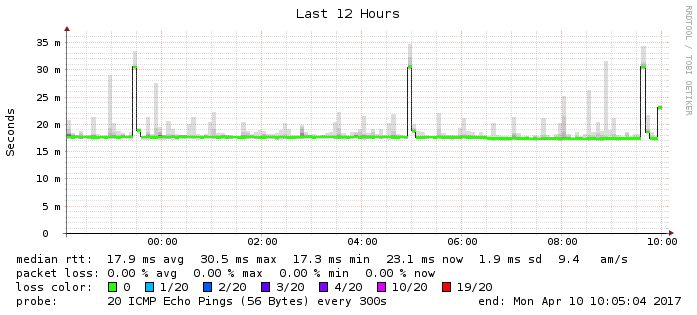 Last 12 Hours
RRDTOOL / TOBI OETIKER
Seconds
35 m
30 m
25 m
20 m
15 m
10 m
5 m
0
00:00 02:00 04:00 06:00 08:00 10:00
median rtt: 17.9 ms avg 30.5 ms max 17.3 ms min 23.1 ms now 1.9 ms sd 9.4 am/s
packet loss: 0.00 % avg 0.00 % max 0.00 % min 0.00 % now
loss color: 0 1/20 2/20 3/20 4/20 10/20 19/20
probe: 20 ICMP Echo Pings (56 Bytes) every 300s end: Mon Apr 10 10:05:04 2017